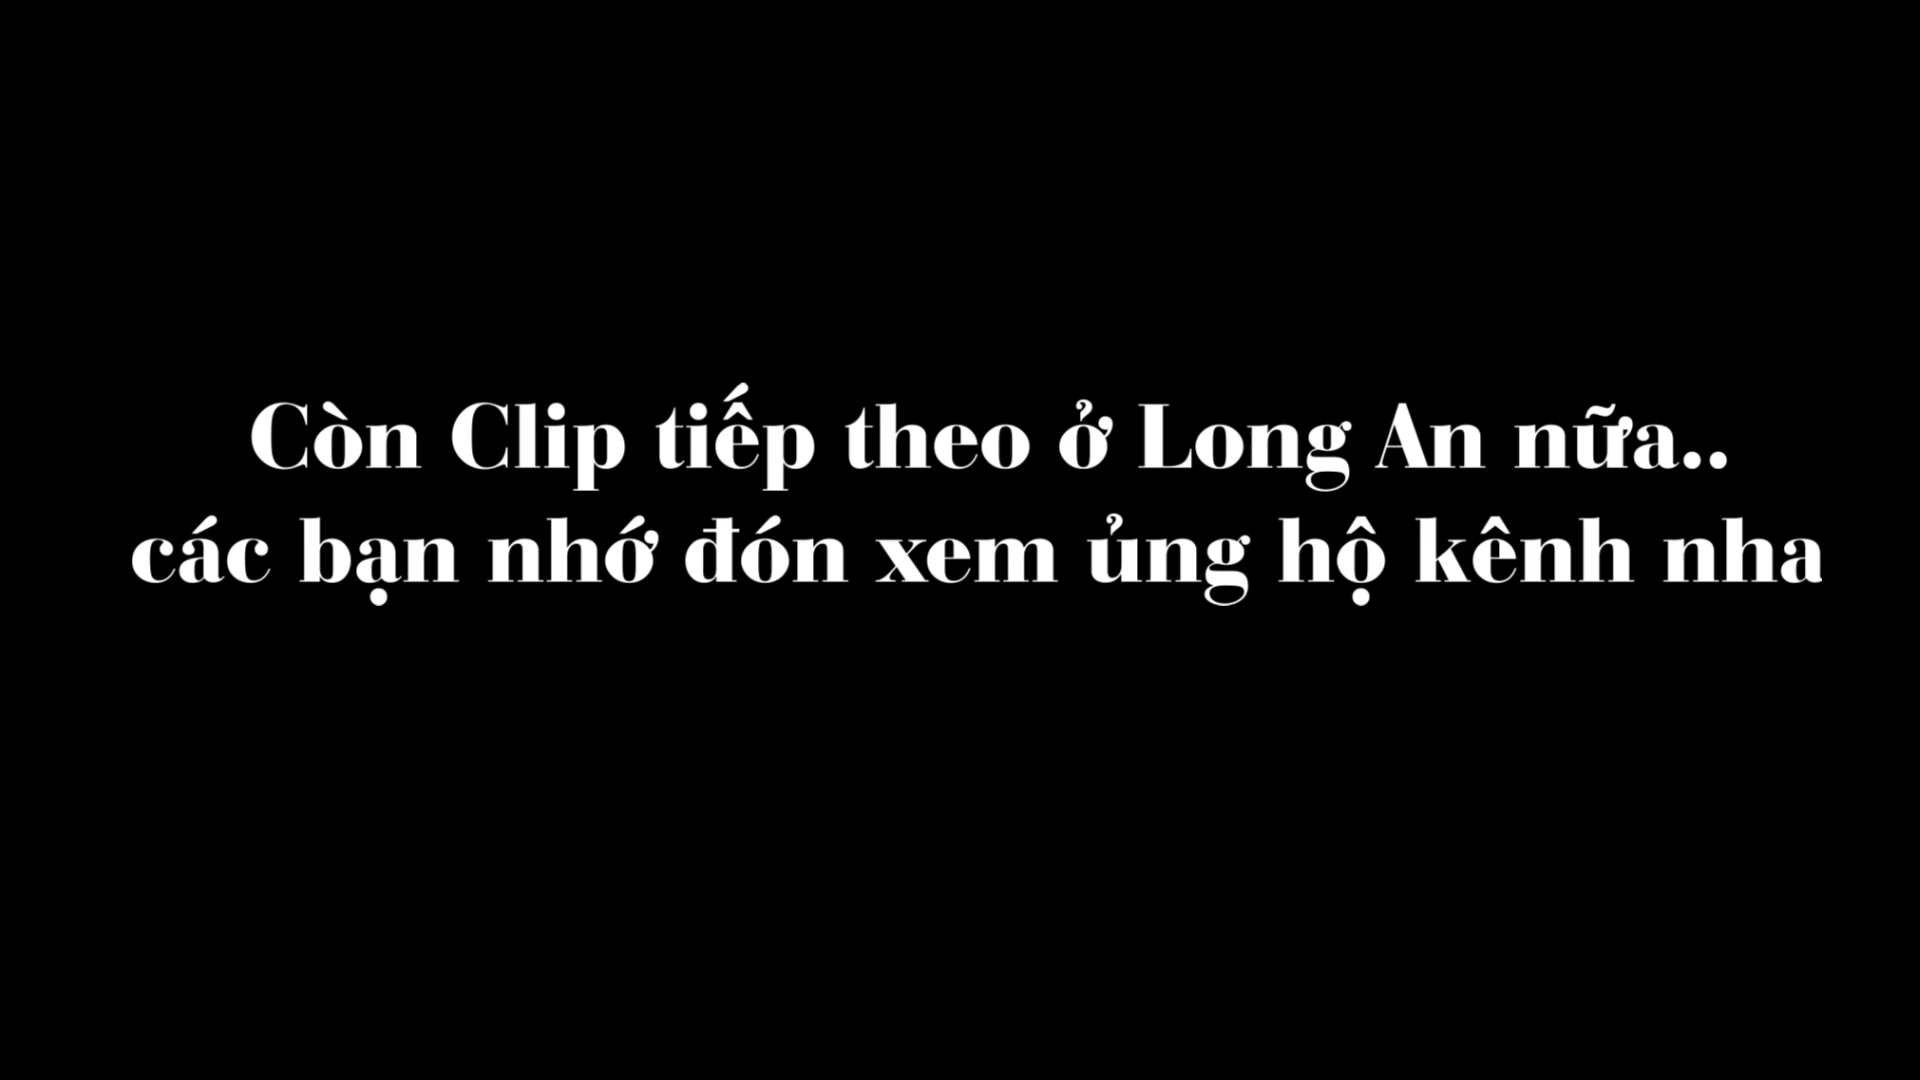 Còn Clip tiếp theo ở Long An nữa..
các bạn nhớ đón xem ủng hộ kênh nha